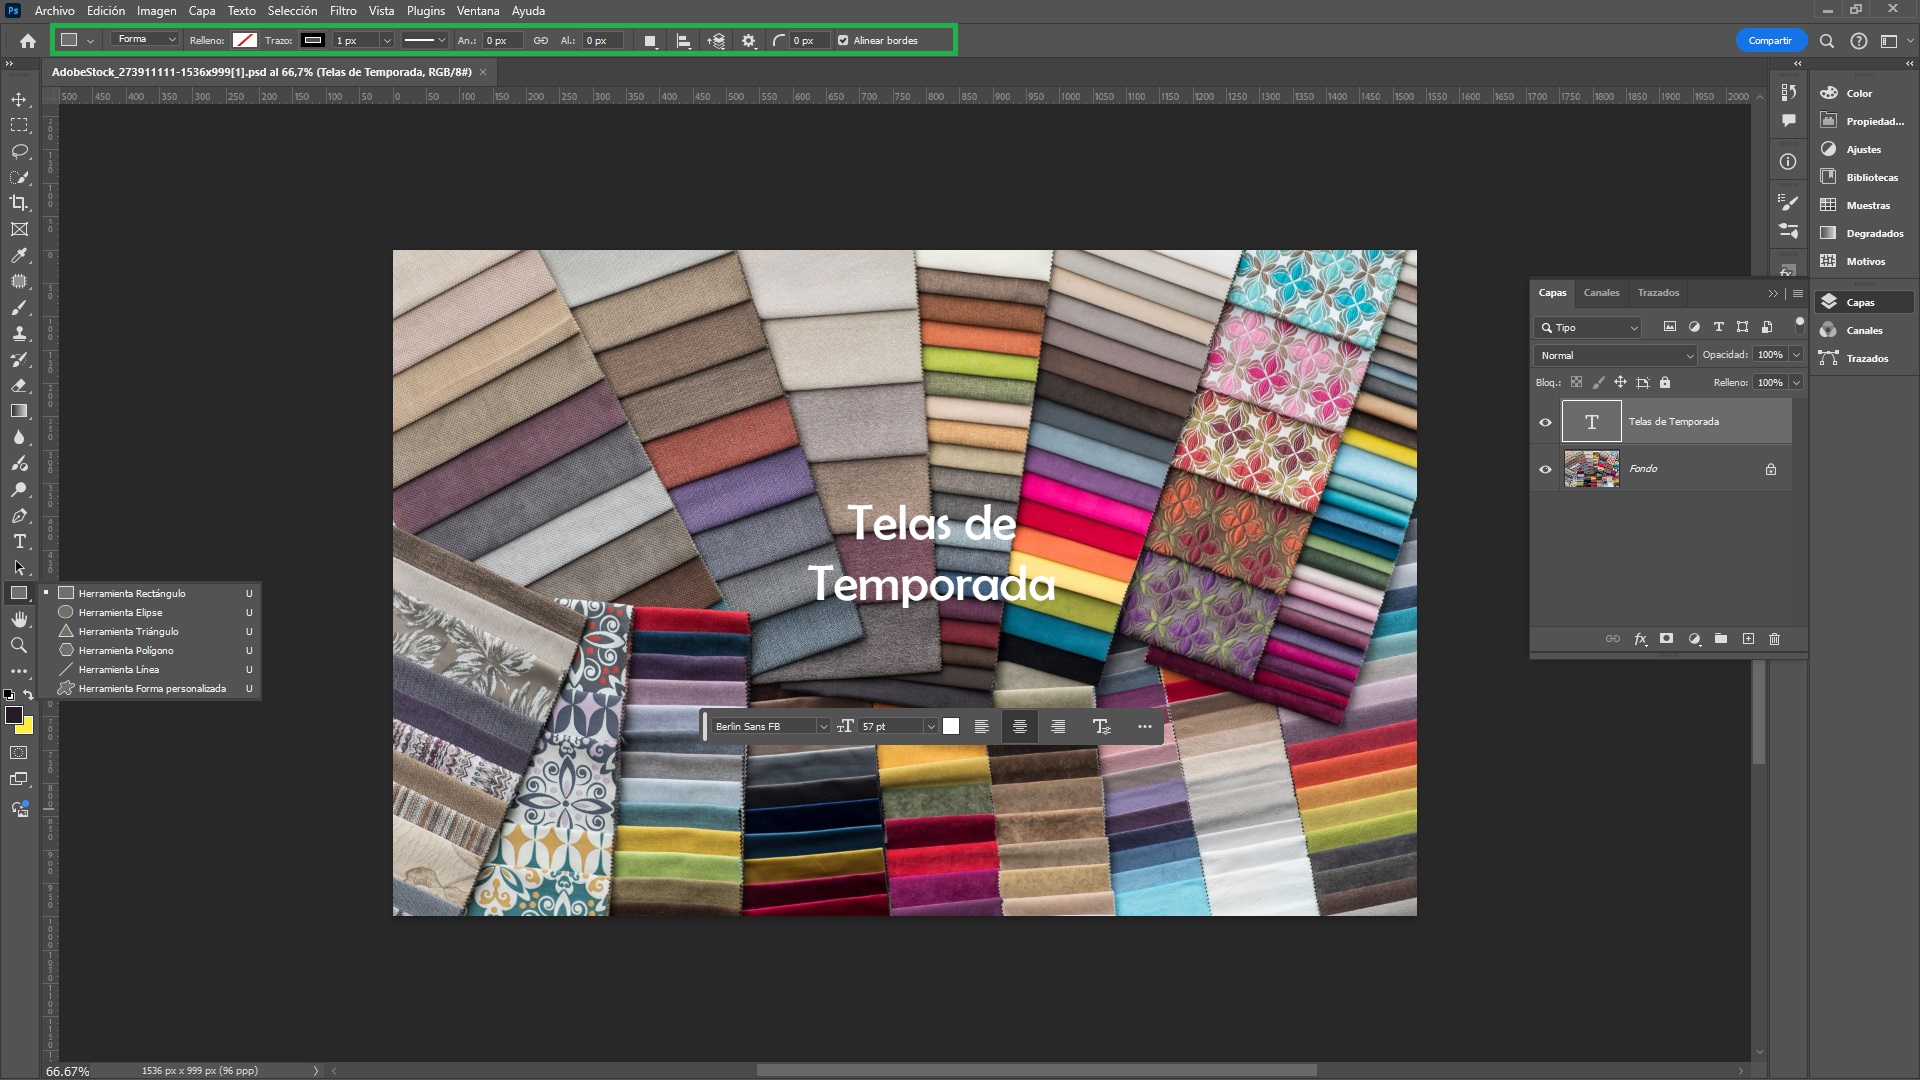 Ps Archivo Edición Imagen Capa Texto Selección Filtro Vista Plugins Ventana Ayuda
Forma Relleno: Trazo: 1 px An.: 0 px Al.: 0 px 0 px Alinear bordes Compartir
AdobeStock_273911111-1536x999[1].psd al 66,7% (Telas de Temporada, RGB/8#) ×
500 450 400 350 300 250 200 150 100 50 0 50 100 150 200 250 300 350 400 450 500 550 600 650 700 750 800 850 900 950 1000 1050 1100 1150 1200 1250 1300 1350 1400 1450 1500 1550 1600 1650 1700 1750 1800 1850 1900 1950 2000
Color
Propiedad...
Ajustes
Bibliotecas
Muestras
Degradados
Motivos
Capas
Canales
Trazados
Capas Canales Trazados
Tipo
Normal Opacidad: 100%
Bloq.: Relleno: 100%
T Telas de Temporada
Fondo
fx
Telas de
Temporada
Herramienta Rectángulo U
Herramienta Elipse U
Herramienta Triángulo U
Herramienta Polígono U
Herramienta Línea U
Herramienta Forma personalizada U
Berlin Sans FB 57 pt
66.67% 1536 px x 999 px (96 ppp)